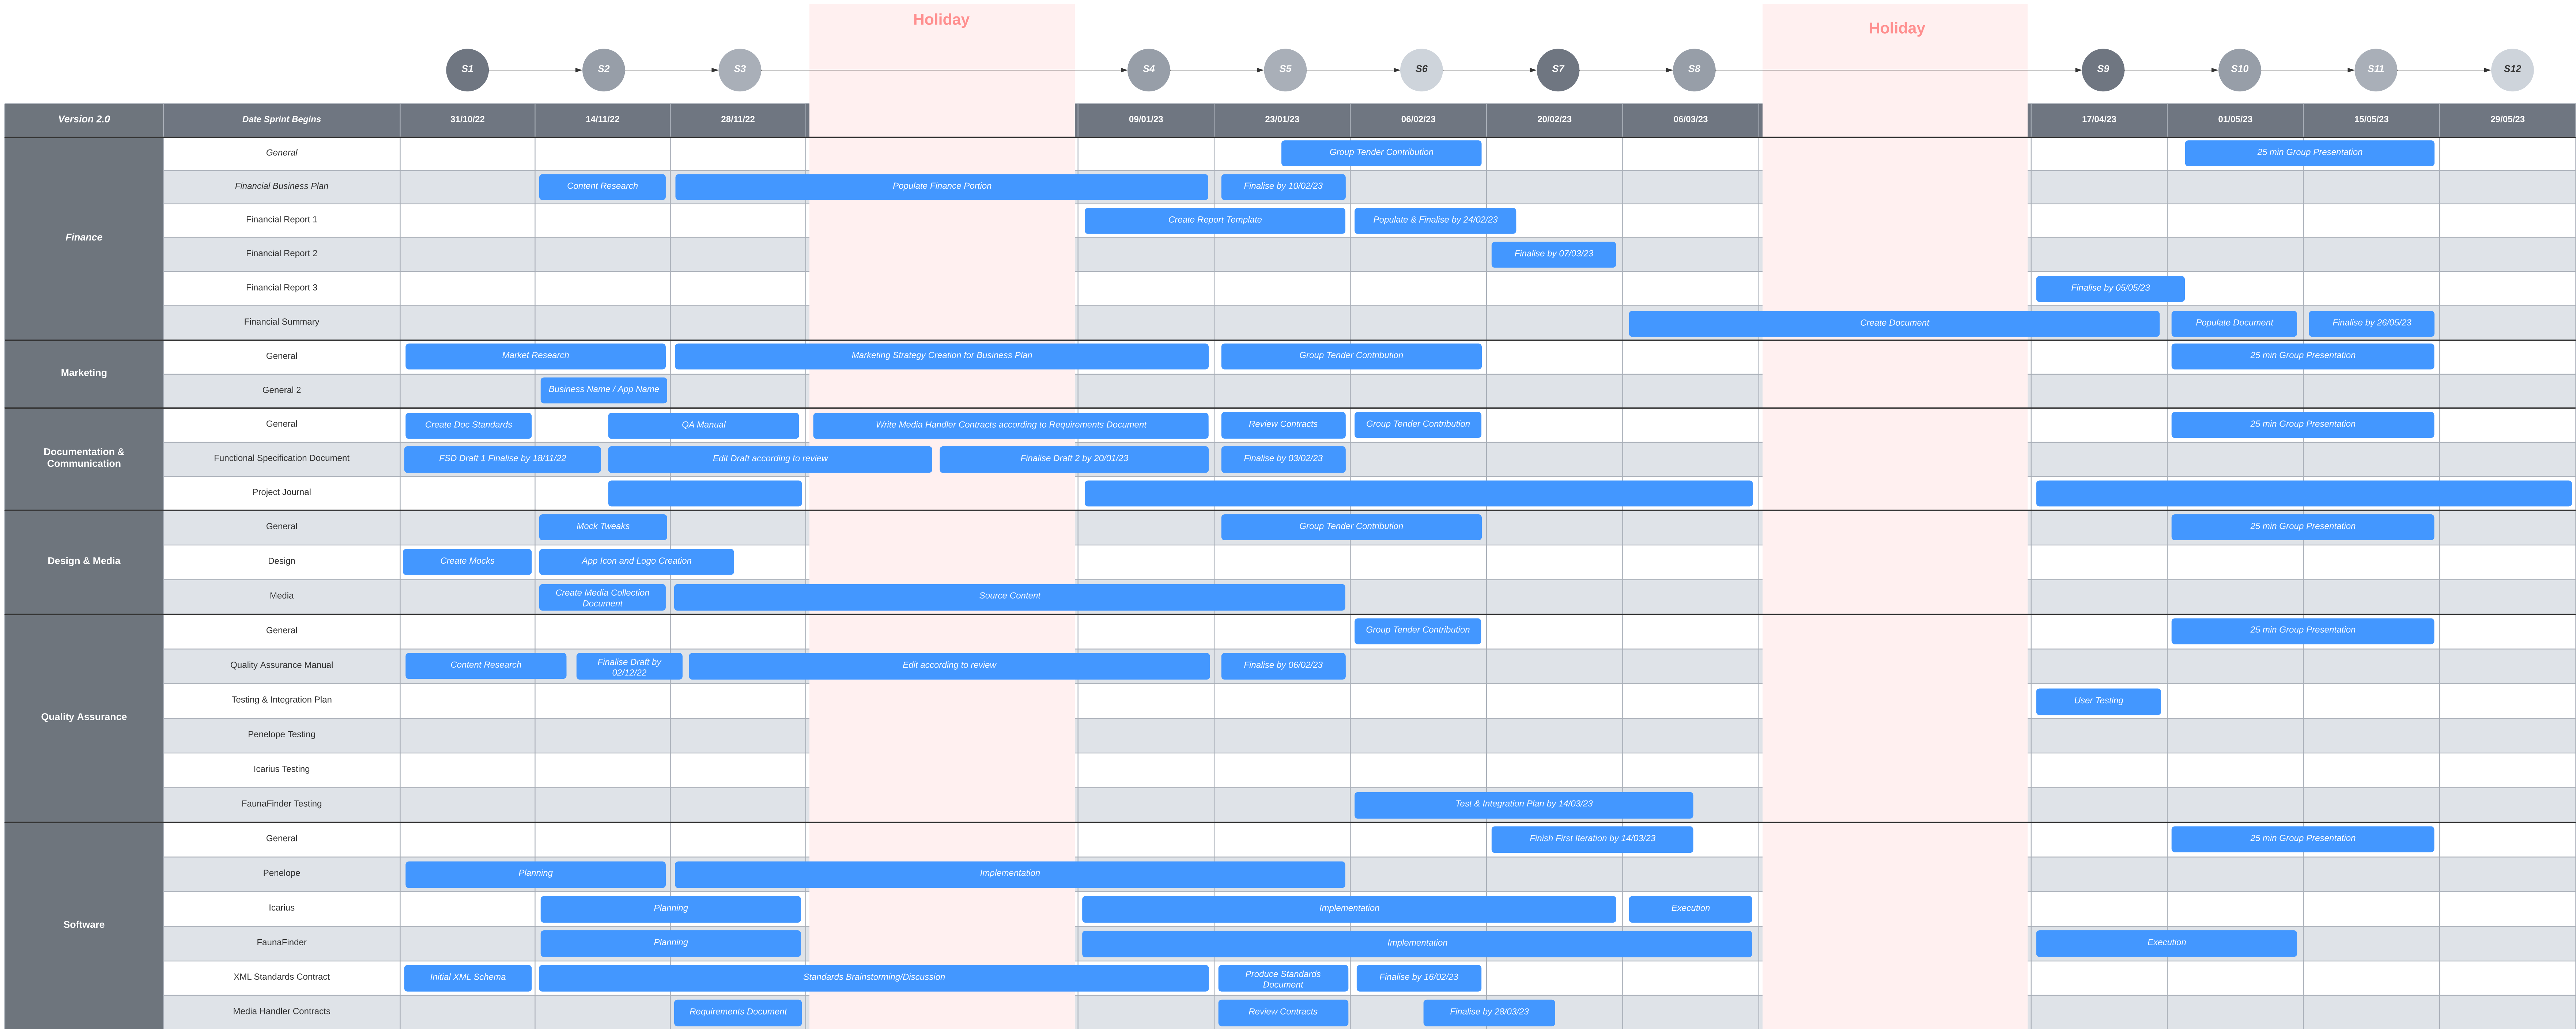 Holiday
Holiday
S1 S2 S3 S4 S5 S6 S7 S8 S9 S10 S11 S12
Version 2.0 Date Sprint Begins 31/10/22 14/11/22 28/11/22 09/01/23 23/01/23 06/02/23 20/02/23 06/03/23 17/04/23 01/05/23 15/05/23 29/05/23
Finance
General Group Tender Contribution 25 min Group Presentation
Financial Business Plan Content Research Populate Finance Portion Finalise by 10/02/23
Financial Report 1 Create Report Template Populate & Finalise by 24/02/23
Financial Report 2 Finalise by 07/03/23
Financial Report 3 Finalise by 05/05/23
Financial Summary Create Document Populate Document Finalise by 26/05/23
Marketing
General Market Research Marketing Strategy Creation for Business Plan Group Tender Contribution 25 min Group Presentation
General 2 Business Name / App Name
Documentation &
Communication
General Create Doc Standards QA Manual Write Media Handler Contracts according to Requirements Document Review Contracts Group Tender Contribution 25 min Group Presentation
Functional Specification Document FSD Draft 1 Finalise by 18/11/22 Edit Draft according to review Finalise Draft 2 by 20/01/23 Finalise by 03/02/23
Project Journal
Design & Media
General Mock Tweaks Group Tender Contribution 25 min Group Presentation
Design Create Mocks App Icon and Logo Creation
Media Create Media Collection
Document Source Content
Quality Assurance
General Group Tender Contribution 25 min Group Presentation
Quality Assurance Manual Content Research Finalise Draft by
02/12/22 Edit according to review Finalise by 06/02/23
Testing & Integration Plan User Testing
Penelope Testing
Icarius Testing
FaunaFinder Testing Test & Integration Plan by 14/03/23
Software
General Finish First Iteration by 14/03/23 25 min Group Presentation
Penelope Planning Implementation
Icarius Planning Implementation Execution
FaunaFinder Planning Implementation Execution
XML Standards Contract Initial XML Schema Standards Brainstorming/Discussion Produce Standards
Document Finalise by 16/02/23
Media Handler Contracts Requirements Document Review Contracts Finalise by 28/03/23